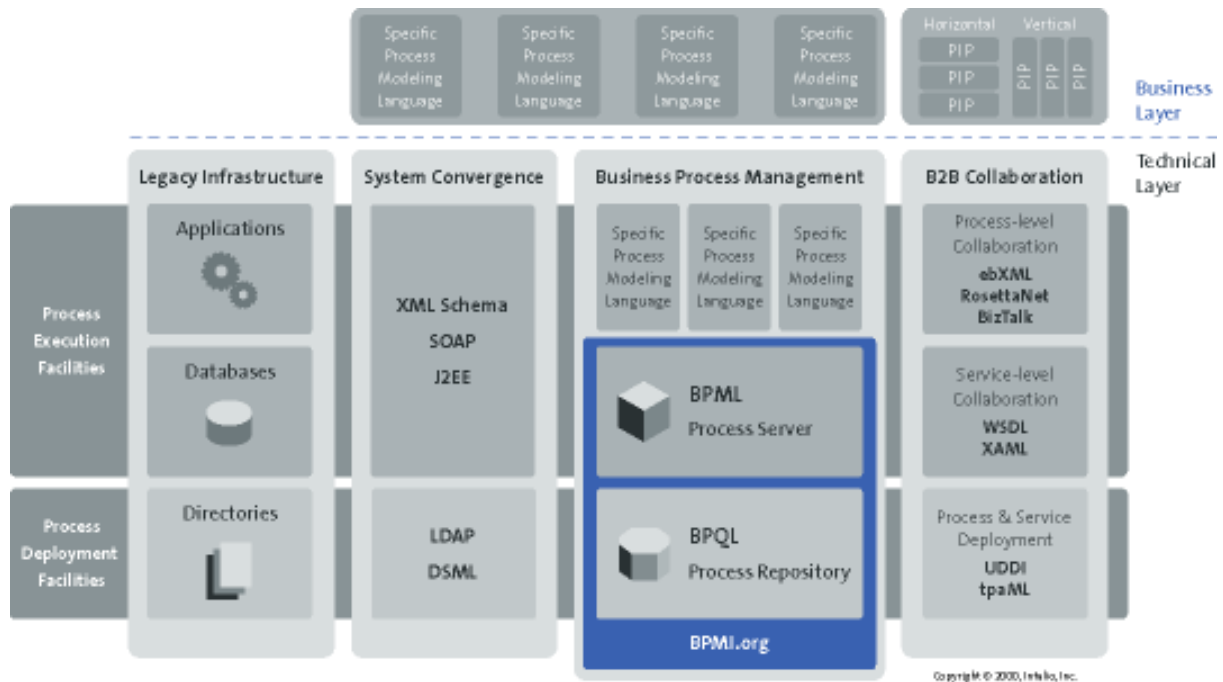 Specific
Process
Modeling
Language
Specific
Process
Modeling
Language
Specific
Process
Modeling
Language
Specific
Process
Modeling
Language
Horizontal
PIP
PIP
PIP
Vertical
PIP
PIP
PIP
Business
Layer
Technical
Layer
Legacy Infrastructure
System Convergence
Business Process Management
B2B Collaboration
Process
Execution
Facilities
Applications
Databases
XML Schema
SOAP
J2EE
Specific
Process
Modeling
Language
Specific
Process
Modeling
Language
Specific
Process
Modeling
Language
BPML
Process Server
Process-level
Collaboration
ebXML
RosettaNet
BizTalk
Service-level
Collaboration
WSDL
XAML
Process
Deployment
Facilities
Directories
LDAP
DSML
BPQL
Process Repository
BPMI.org
Process & Service
Deployment
UDDI
tpaML
Copyright © 2000, Intalio, Inc.